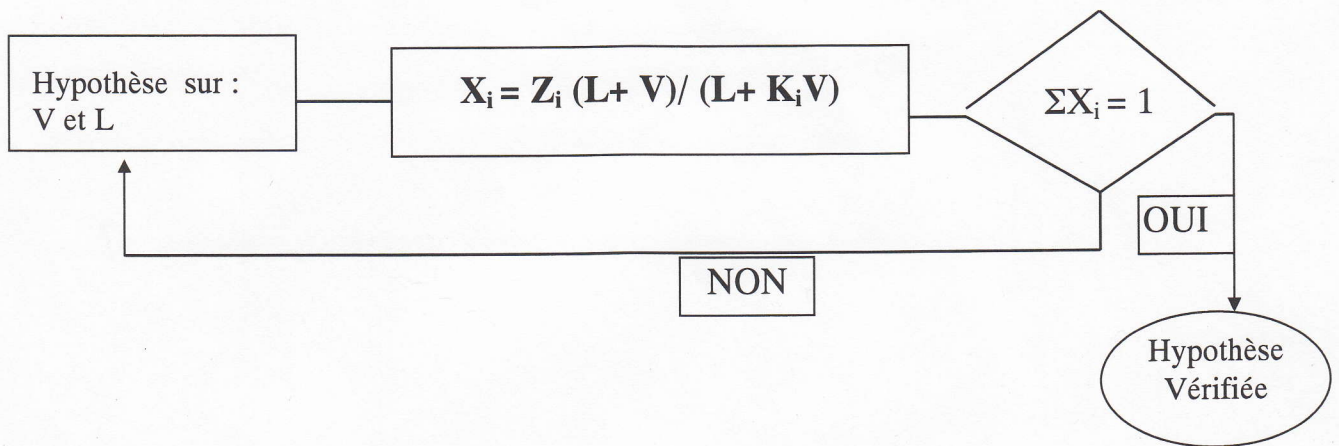 Hypothèse sur :
V et L
Xi = Zi (L+ V)/ (L+ KiV)
ΣXi = 1
OUI
NON
Hypothèse
Vérifiée